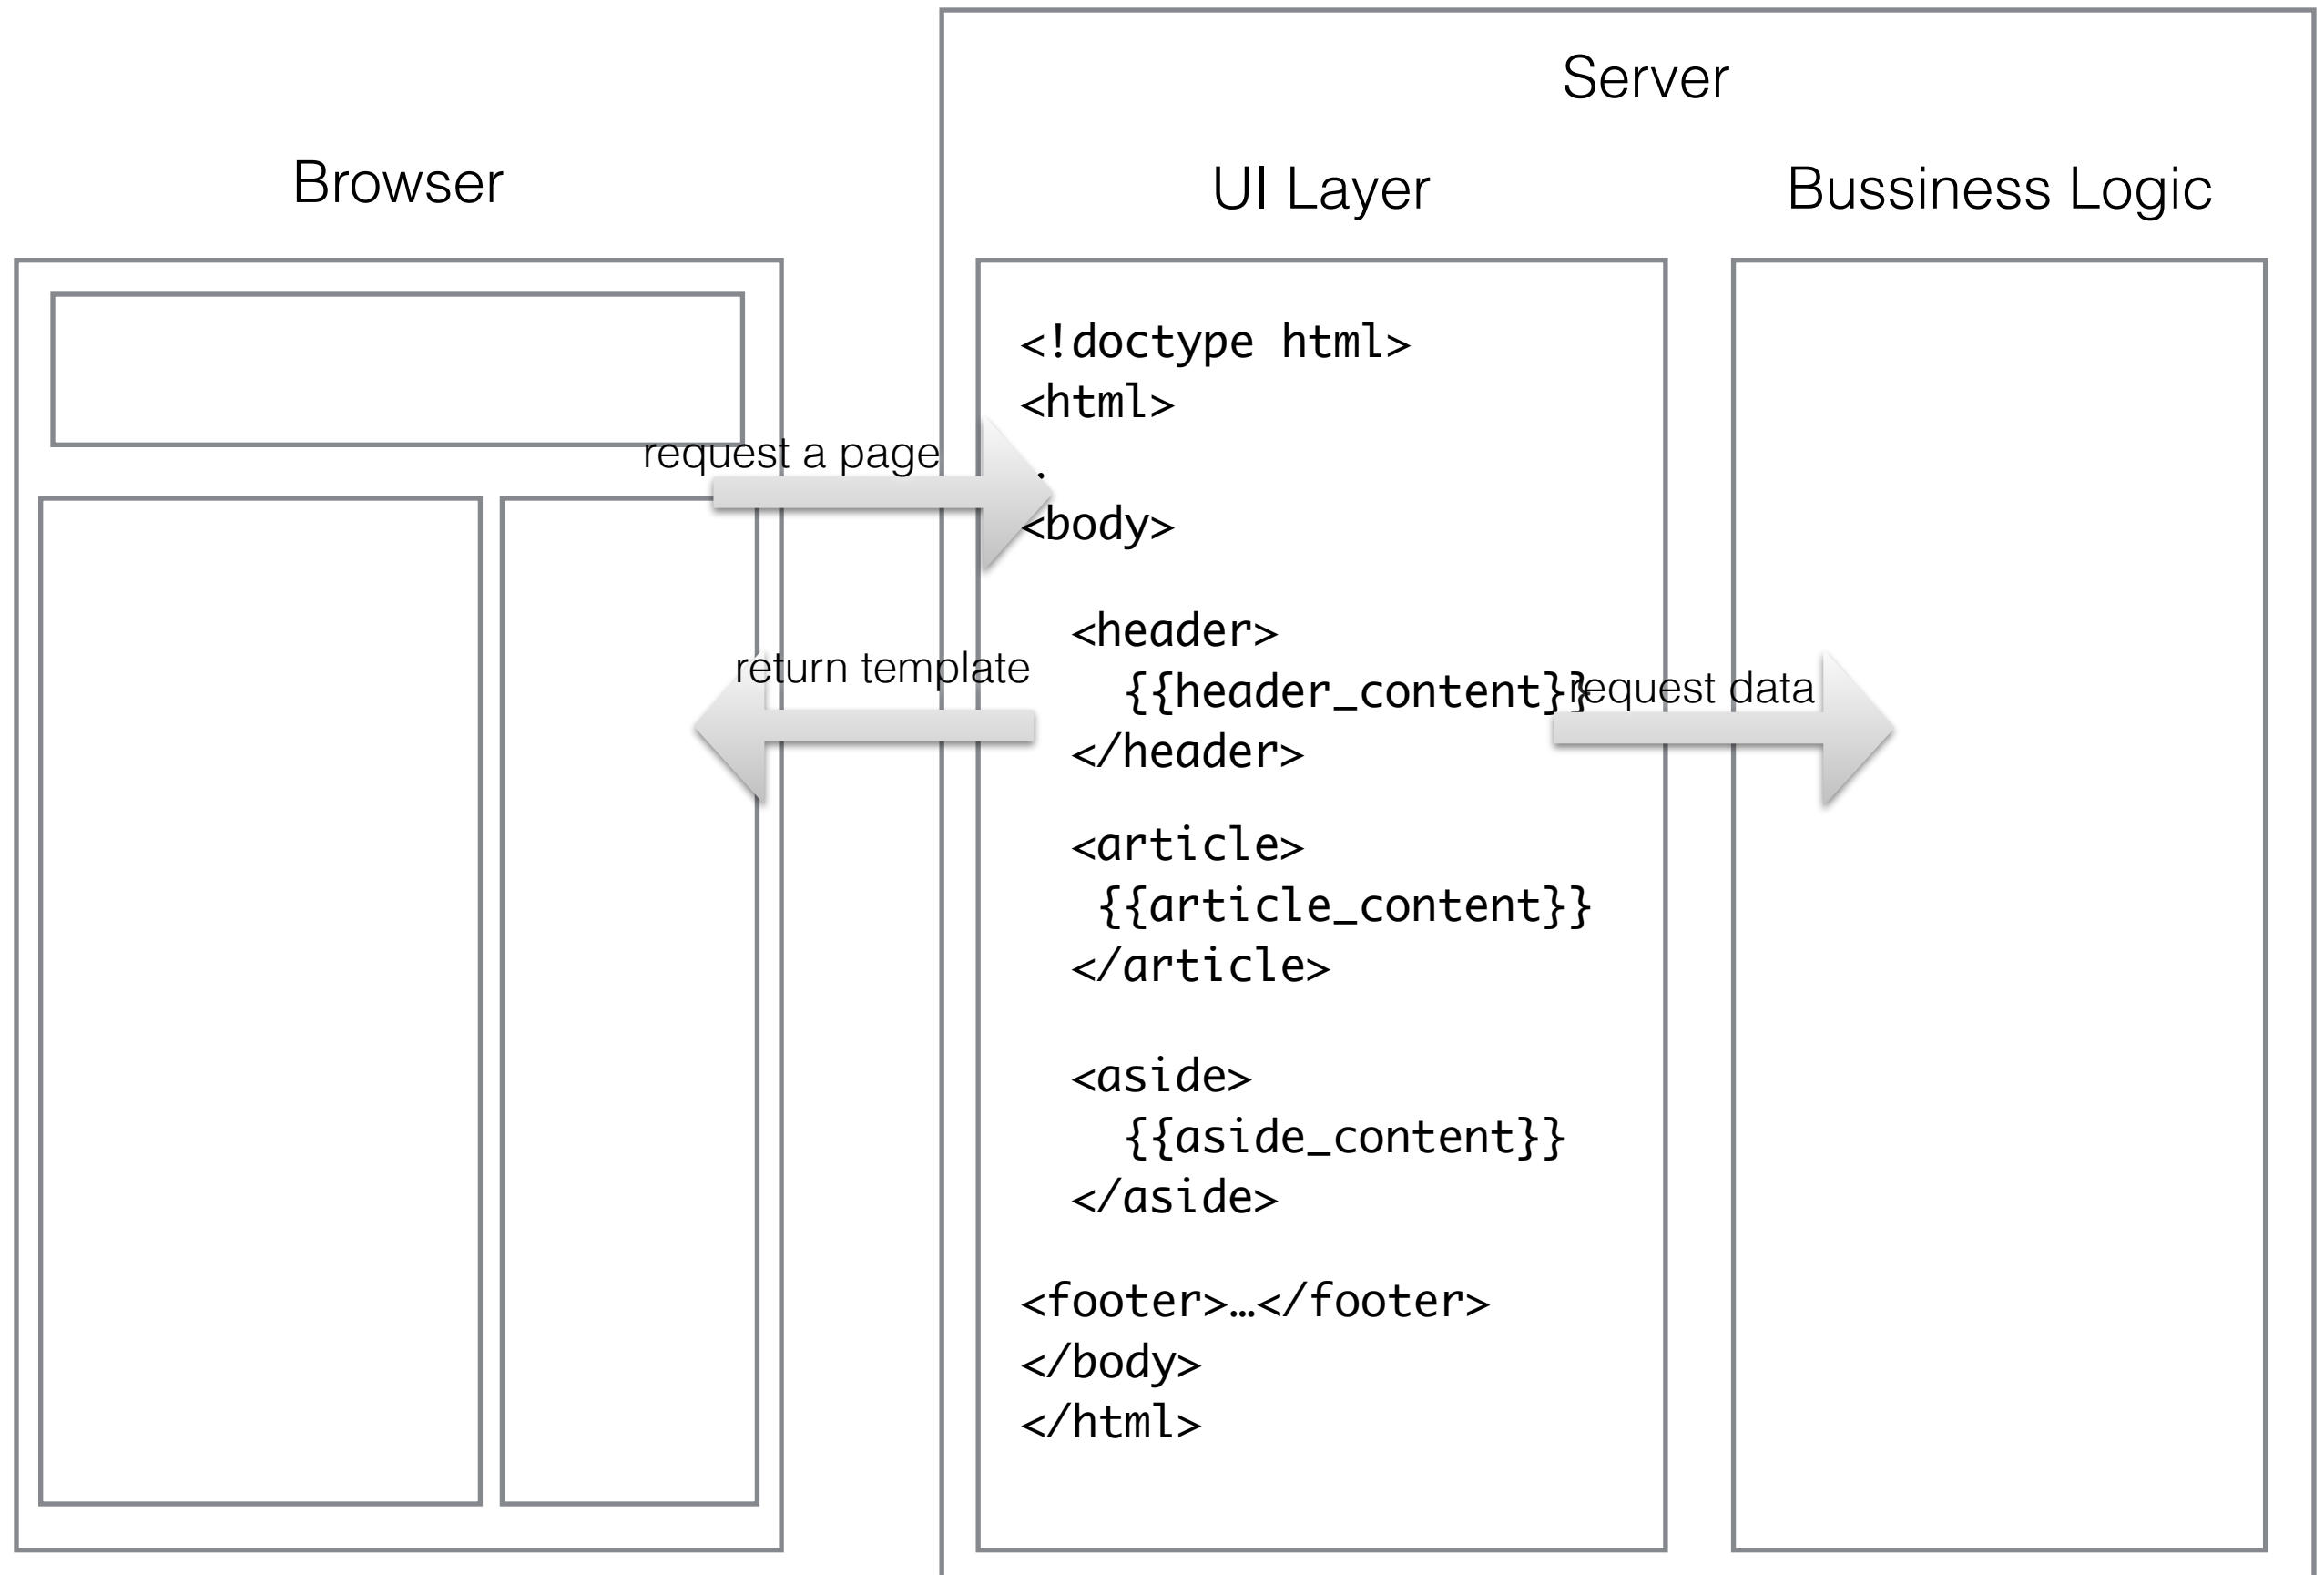 Server
Browser
UI Layer
Bussiness Logic
<!doctype html>
<html>
request a page
<body>
<header>
return template
{{header_content}}
request data
</header>
<article>
{{article_content}}
</article>
<aside>
{{aside_content}}
</aside>
<footer>…</footer>
</body>
</html>